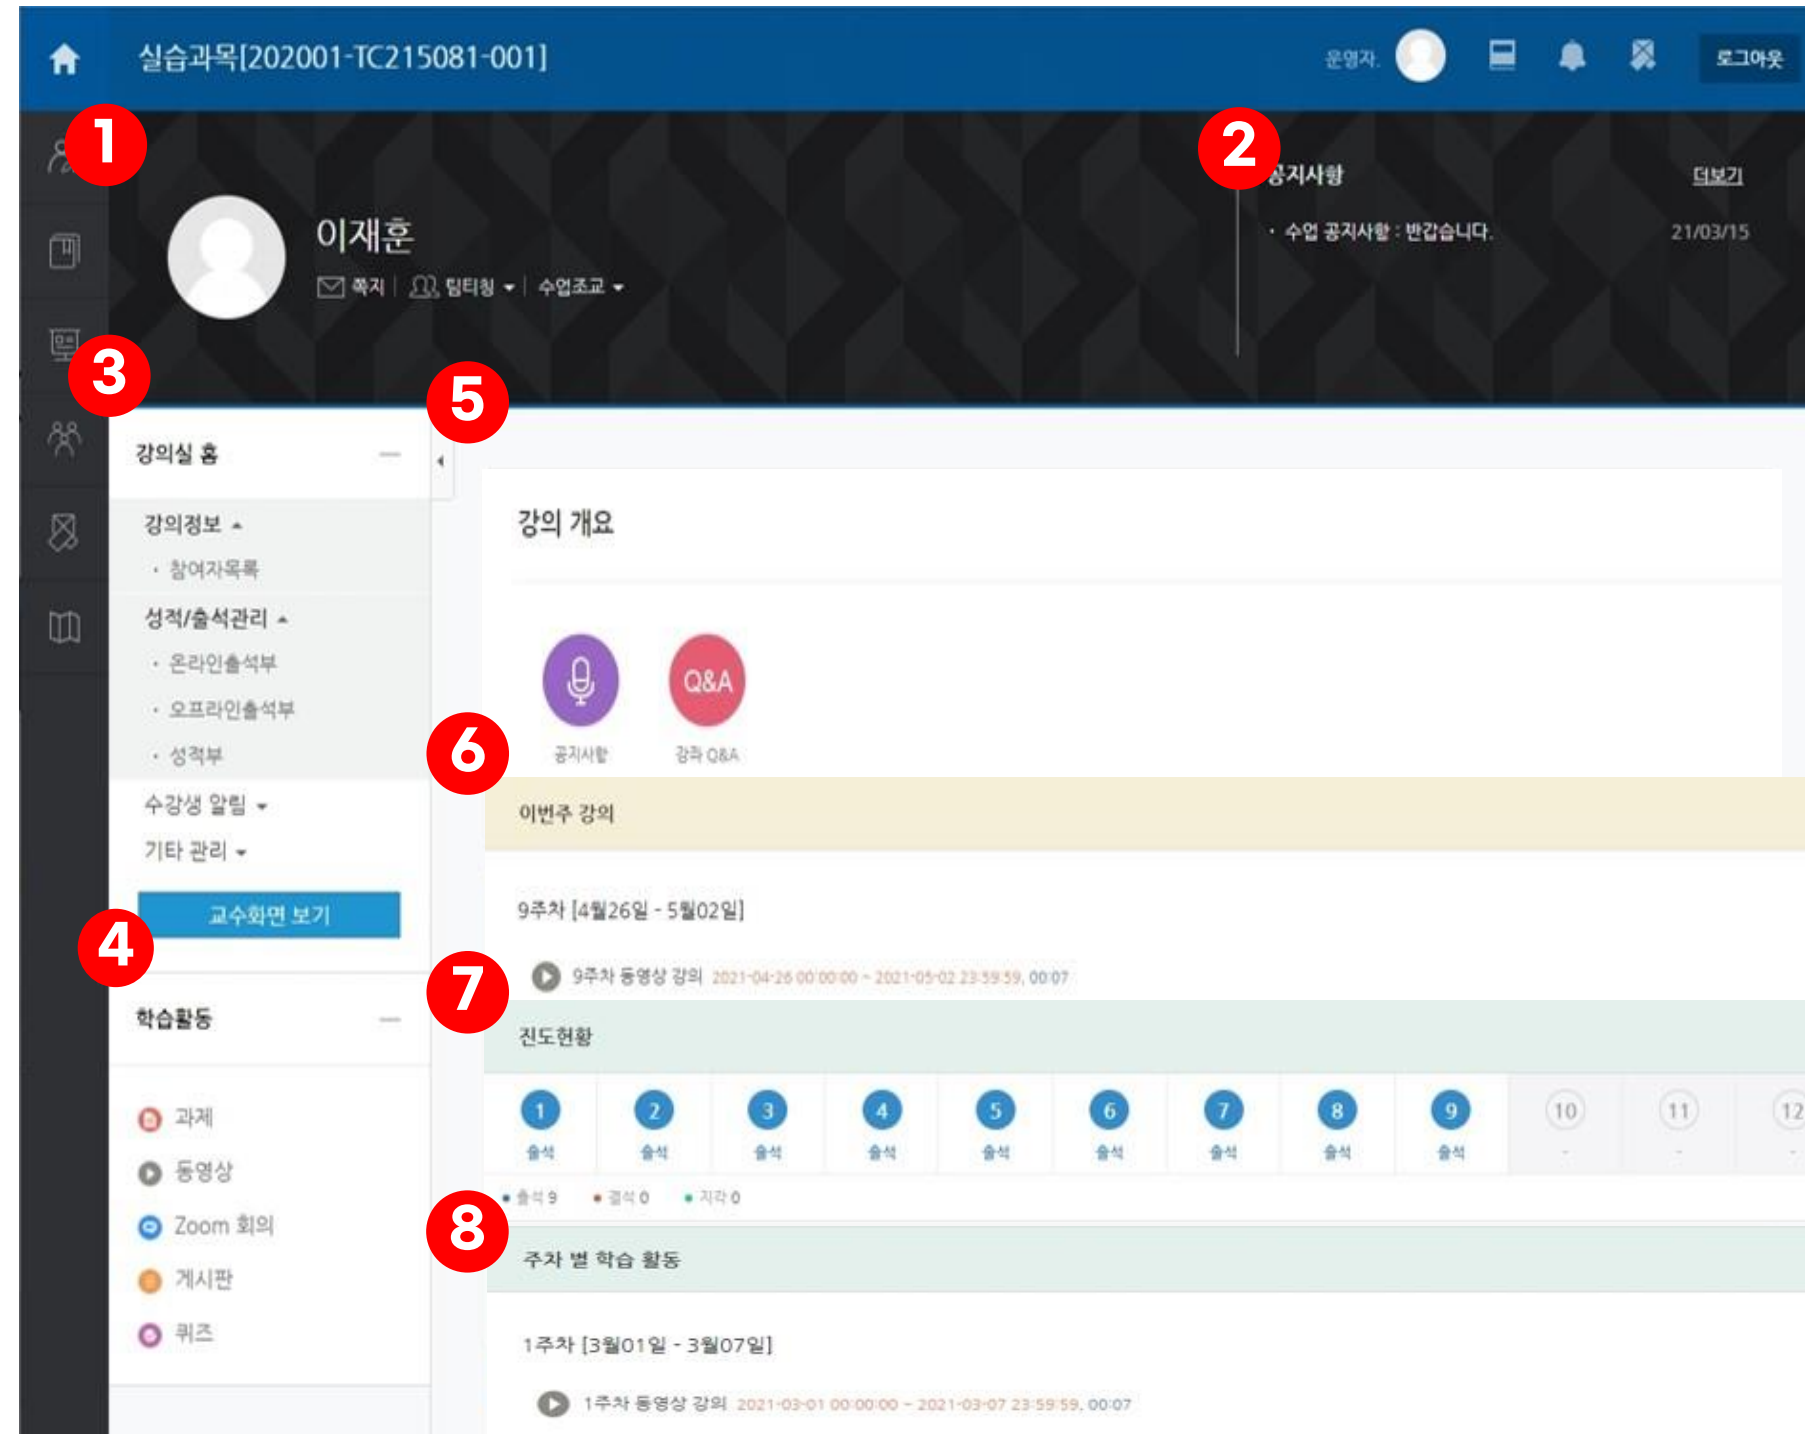 실습과목[202001-TC215081-001]
운영자.
로그아웃
1
2
공지사항
더보기
이재훈
· 수업 공지사항 : 반갑습니다.
21/03/15
쪽지
팀티칭
수업조교
3
5
강의실 홈
강의정보
· 참여자목록
성적/출석관리
· 온라인출석부
· 오프라인출석부
· 성적부
수강생 알림
기타 관리
교수화면 보기
4
학습활동
과제
동영상
Zoom 회의
게시판
퀴즈
강의 개요
Q&A
공지사항
강좌 Q&A
6
이번주 강의
9주차 [4월26일 - 5월02일]
9주차 동영상 강의 2021-04-26 00:00:00 ~ 2021-05-02 23:59:59, 00:07
7
진도현황
1 2 3 4 5 6 7 8 9 10 11 12
출석 출석 출석 출석 출석 출석 출석 출석 출석 - - -
• 출석 9 • 결석 0 • 지각 0
8
주차 별 학습 활동
1주차 [3월01일 - 3월07일]
1주차 동영상 강의 2021-03-01 00:00:00 ~ 2021-03-07 23:59:59, 00:07